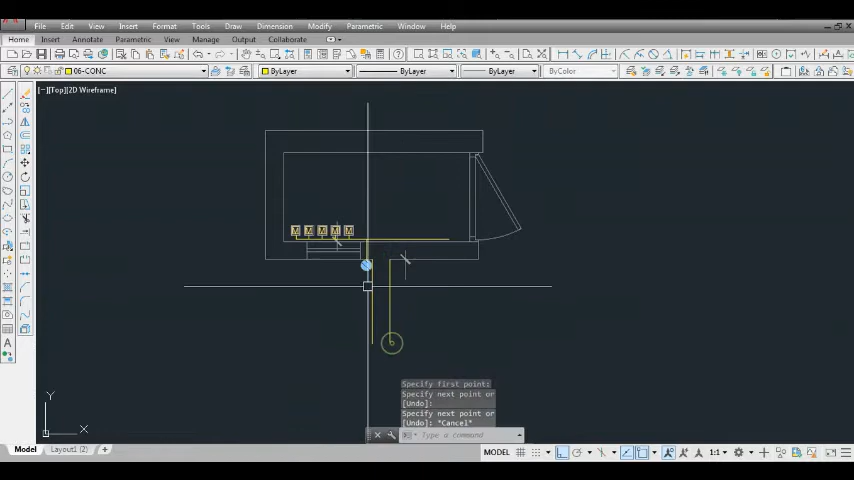 File Edit View Insert Format Tools Draw Dimension Modify Parametric Window Help
Home Insert Annotate Parametric View Manage Output Collaborate
06-CONC ByLayer ByLayer ByLayer ByColor
[−][Top][2D Wireframe]
M M M M M
Specify first point:
Specify next point or
[Undo]:
Specify next point or
[Undo]: *Cancel*
Type a command
Y
X
Model Layout1 (2) +
MODEL 1:1